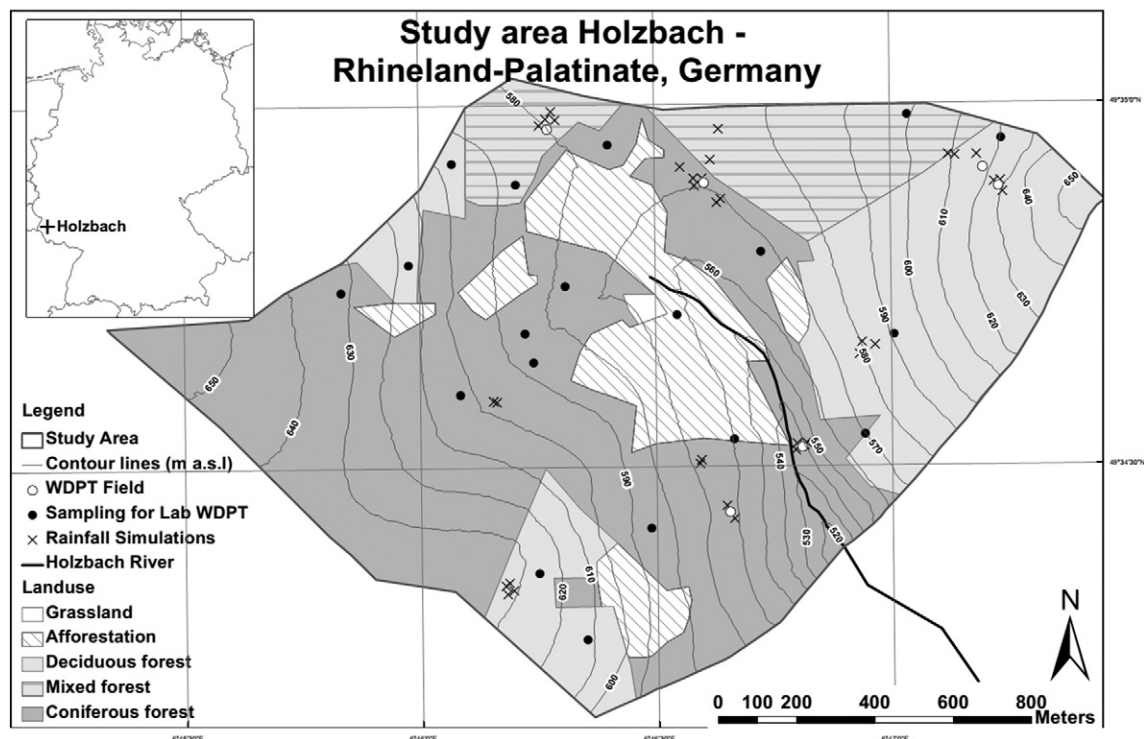 Study area Holzbach -
Rhineland-Palatinate, Germany
Holzbach
49°35'0"N
49°34'30"N
580
650
640
610
600
630
620
590
580
560
630
650
640
570
550
540
590
530
520
610
620
600
Legend
Study Area
Contour lines (m a.s.l)
WDPT Field
Sampling for Lab WDPT
Rainfall Simulations
Holzbach River
Landuse
Grassland
Afforestation
Deciduous forest
Mixed forest
Coniferous forest
N
0 100 200 400 600 800
Meters